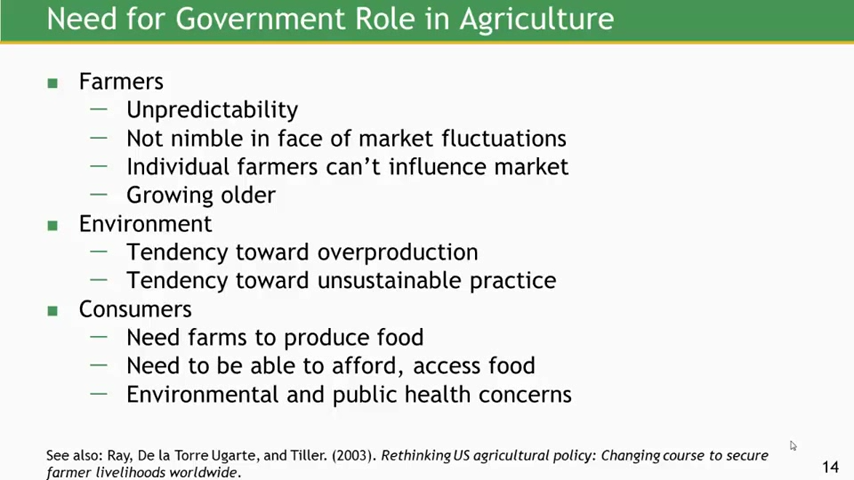 Need for Government Role in Agriculture
■ Farmers
— Unpredictability
— Not nimble in face of market fluctuations
— Individual farmers can’t influence market
— Growing older
■ Environment
— Tendency toward overproduction
— Tendency toward unsustainable practice
■ Consumers
— Need farms to produce food
— Need to be able to afford, access food
— Environmental and public health concerns
See also: Ray, De la Torre Ugarte, and Tiller. (2003). Rethinking US agricultural policy: Changing course to secure
farmer livelihoods worldwide.
14